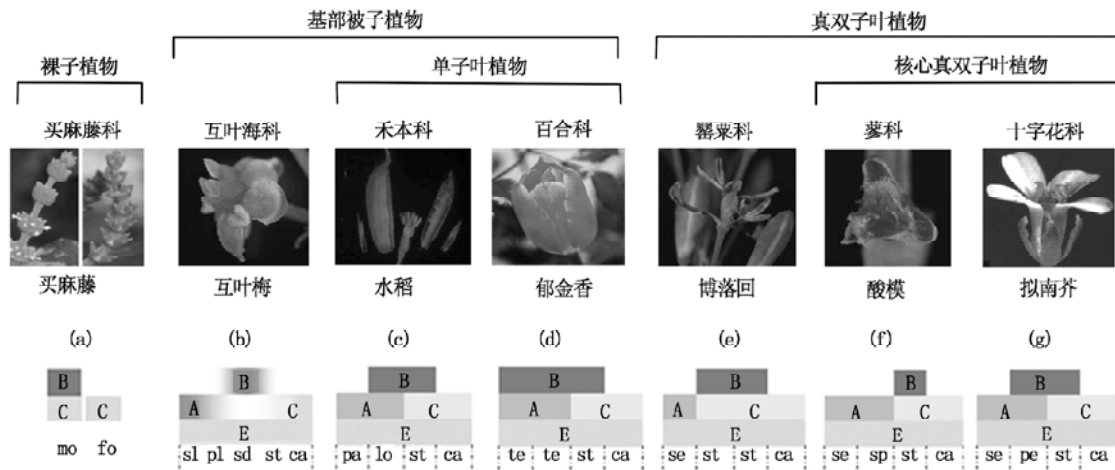 基部被了植物 真双子叶植物
裸子植物 单子叶植物 核心真双子叶植物
买麻藤科 互叶海科 禾本科 百合科 罂粟科 蓼科 十字花科
买麻藤 互叶梅 水稻 郁金香 博落回 酸模 拟南芥
(a) (h) (c) (d) (e) (f) (g)
B B B B B B B
C C A C A C A C A C A C A C
E E E E E E
mo fo sl pl sd st ca pa lo st ca te te st ca se st st ca se sp st ca se pe st ca